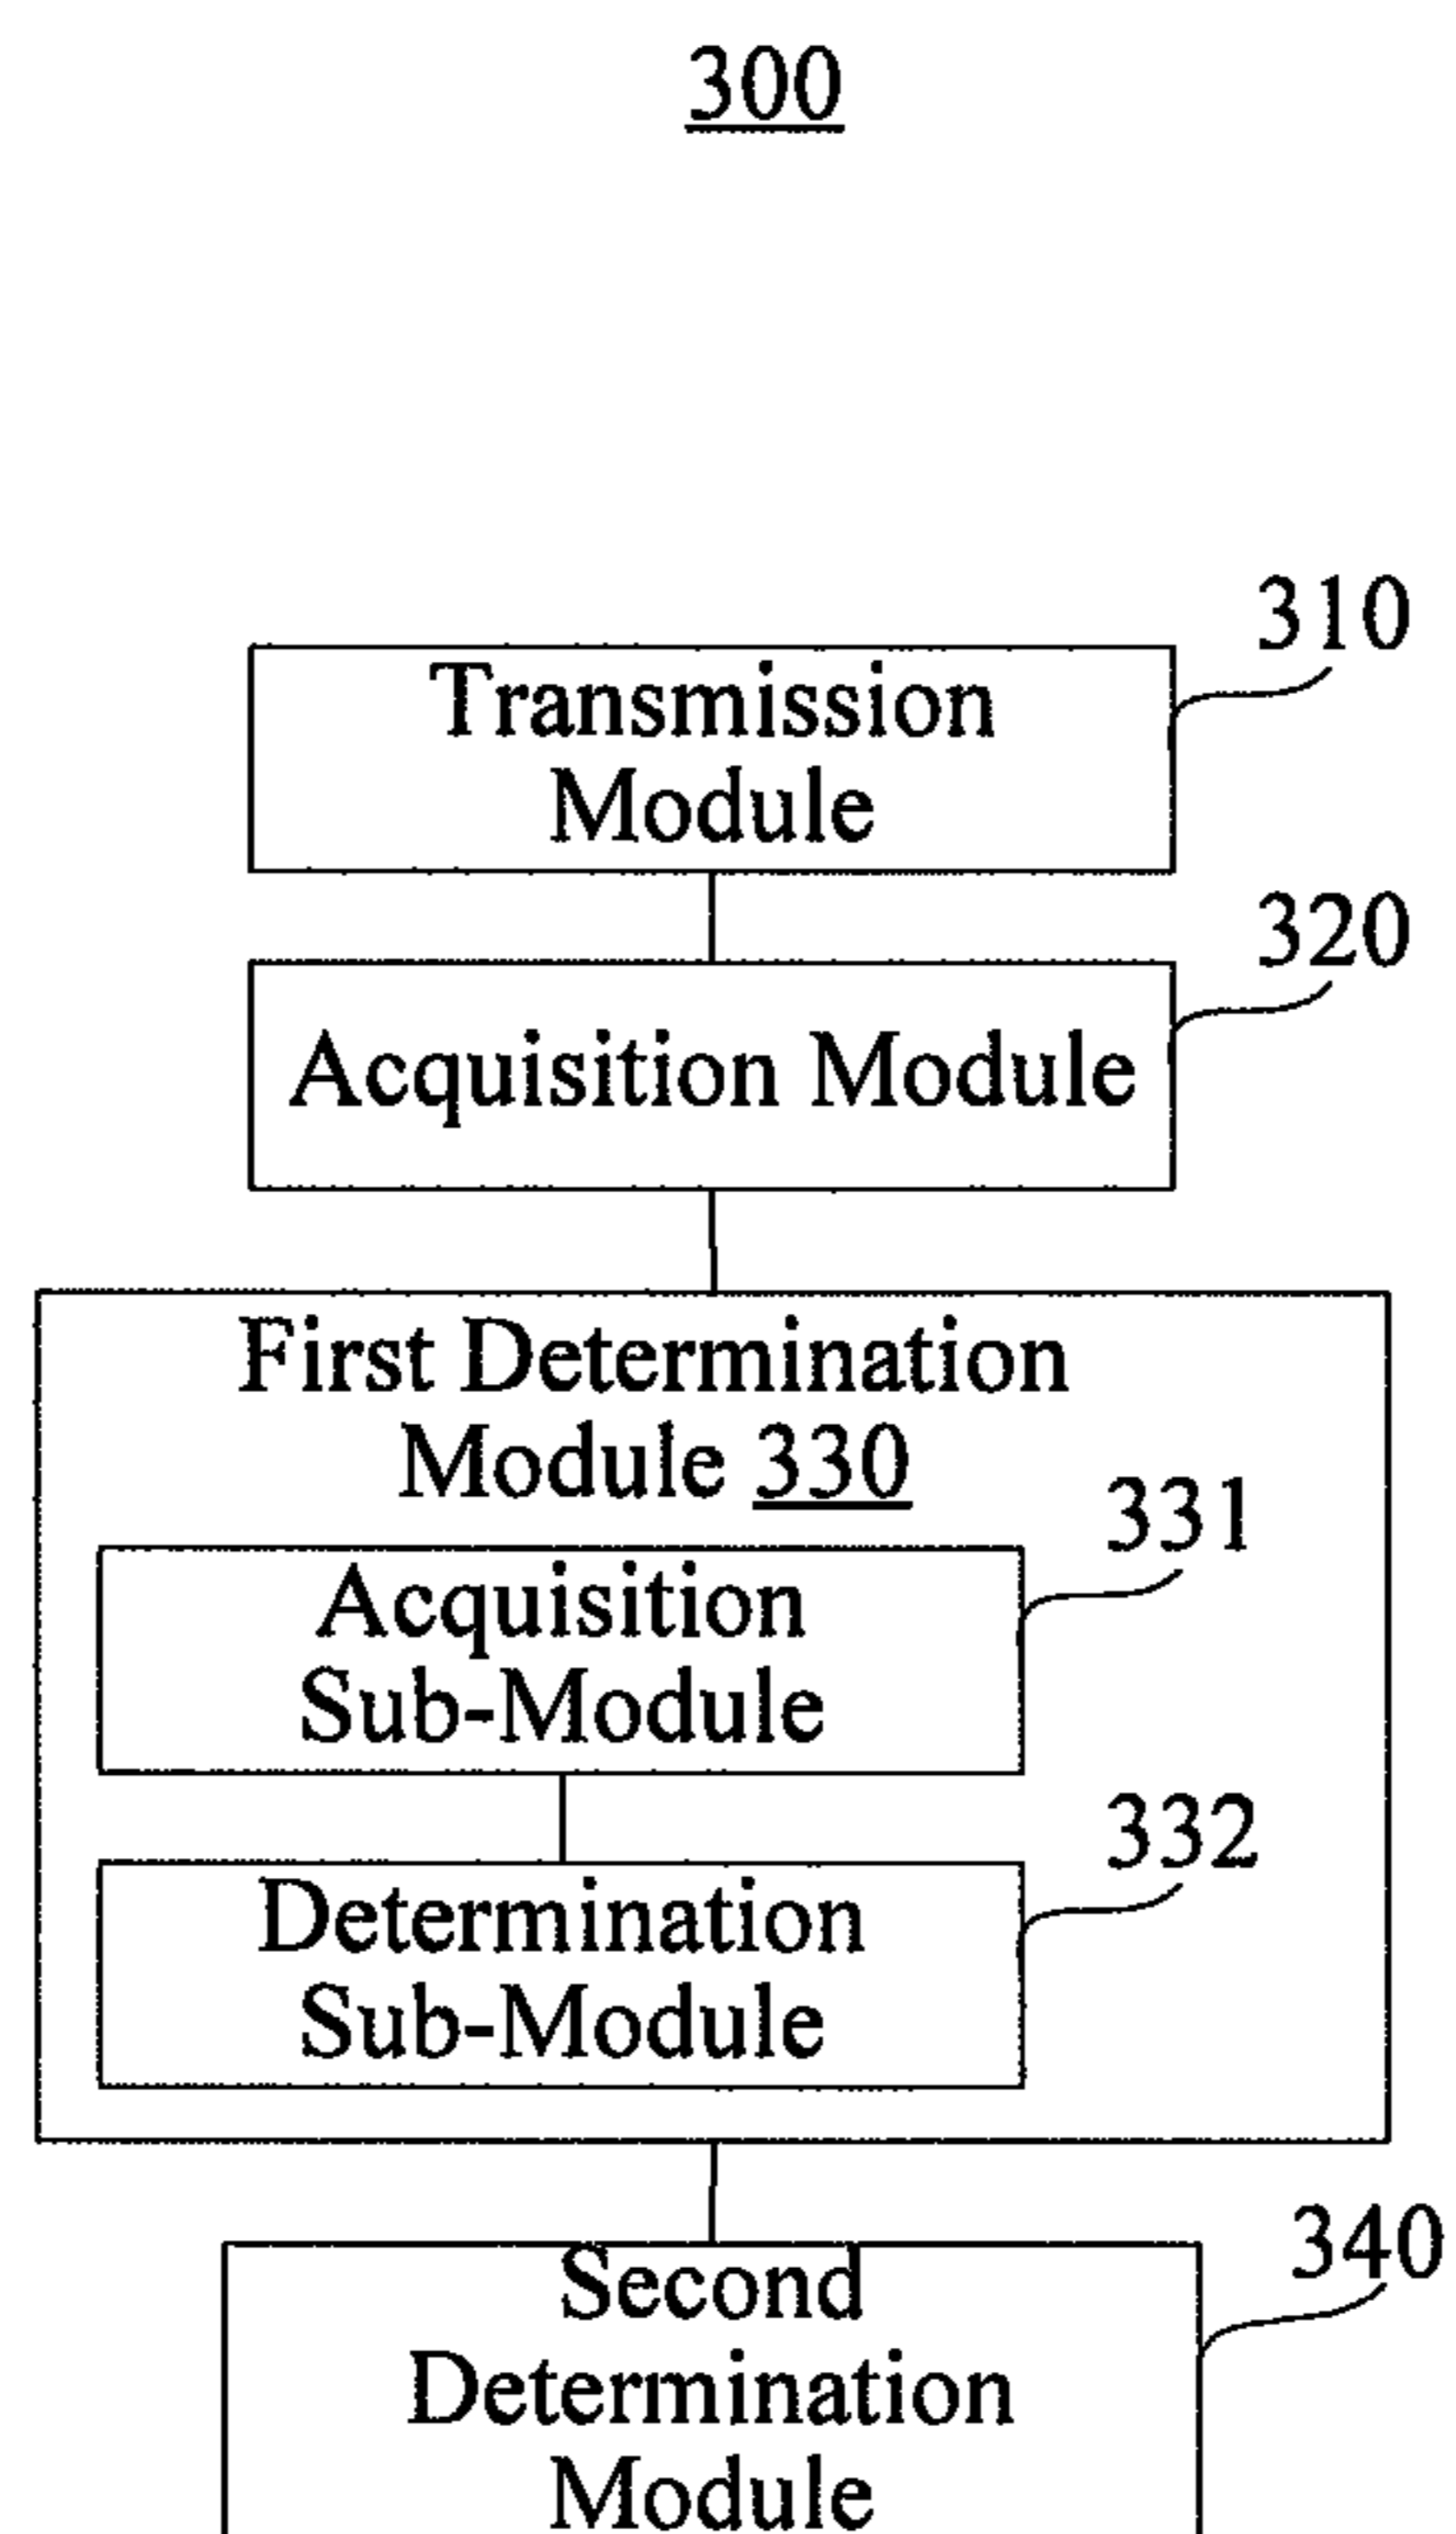 300
310
Transmission
Module
320
Acquisition Module
First Determination
Module 330
331
Acquisition
Sub-Module
332
Determination
Sub-Module
340
Second
Determination
Module